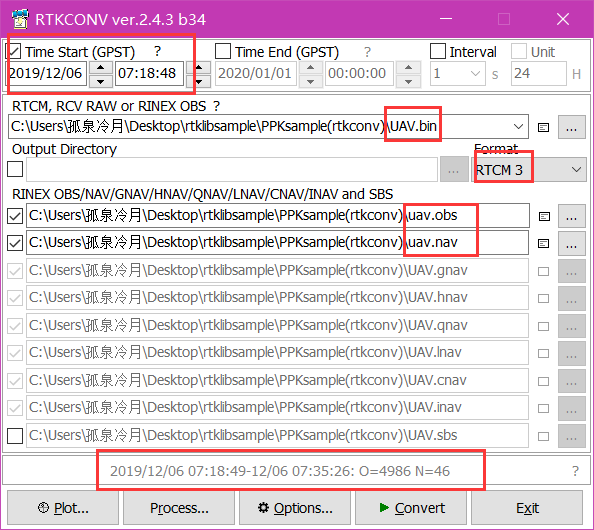 RTKCONV ver.2.4.3 b34
Time Start (GPST) ? Time End (GPST) ? Interval Unit
2019/12/06 07:18:48 2020/01/01 00:00:00 1 s 24 H
RTCM, RCV RAW or RINEX OBS ?
C:\Users\孤泉冷月\Desktop\rtklibsample\PPKsample(rtkconv)\UAV.bin ...
Output Directory Format
... RTCM 3
RINEX OBS/NAV/GNAV/HNAV/QNAV/LNAV/CNAV/INAV and SBS
C:\Users\孤泉冷月\Desktop\rtklibsample\PPKsample(rtkconv)\uav.obs ...
C:\Users\孤泉冷月\Desktop\rtklibsample\PPKsample(rtkconv)\uav.nav ...
C:\Users\孤泉冷月\Desktop\rtklibsample\PPKsample(rtkconv)\UAV.gnav ...
C:\Users\孤泉冷月\Desktop\rtklibsample\PPKsample(rtkconv)\UAV.hnav ...
C:\Users\孤泉冷月\Desktop\rtklibsample\PPKsample(rtkconv)\UAV.qnav ...
C:\Users\孤泉冷月\Desktop\rtklibsample\PPKsample(rtkconv)\UAV.lnav ...
C:\Users\孤泉冷月\Desktop\rtklibsample\PPKsample(rtkconv)\UAV.cnav ...
C:\Users\孤泉冷月\Desktop\rtklibsample\PPKsample(rtkconv)\UAV.inav ...
C:\Users\孤泉冷月\Desktop\rtklibsample\PPKsample(rtkconv)\UAV.sbs ...
2019/12/06 07:18:49-12/06 07:35:26: O=4986 N=46 ?
Plot... Process... Options... Convert Exit